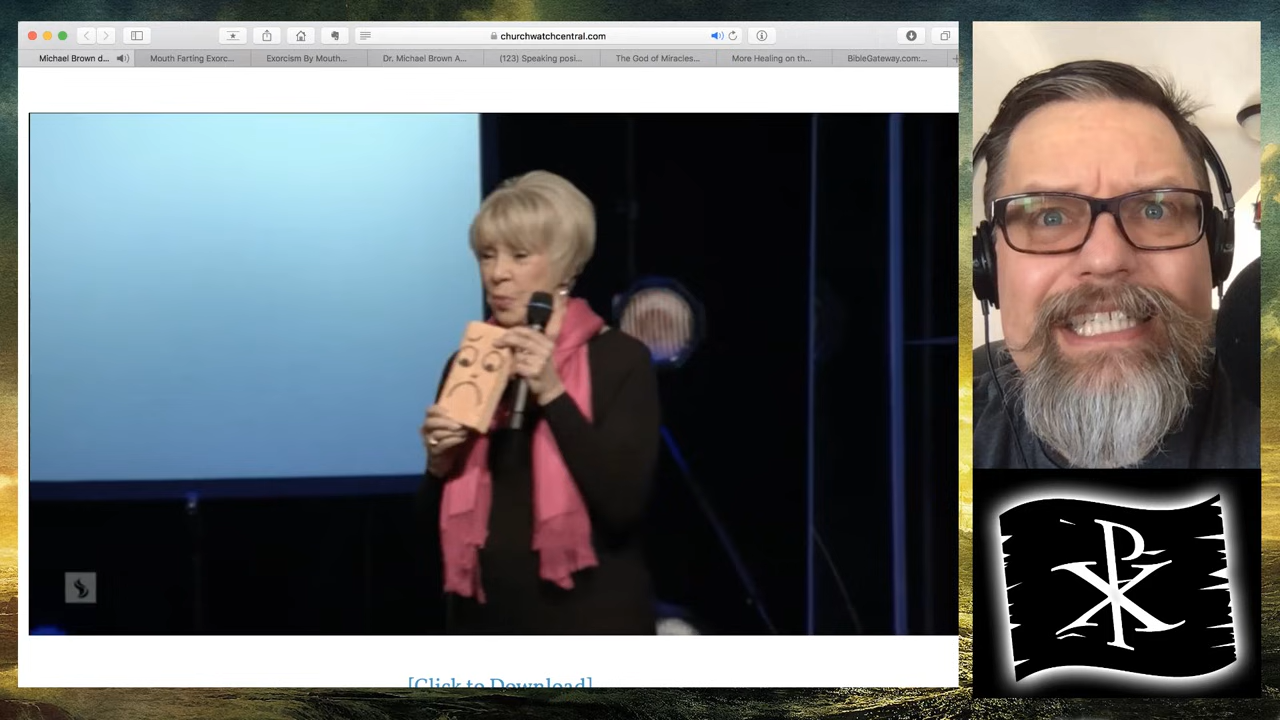 churchwatchcentral.com
Michael Brown d...
Mouth Farting Exorc...
Exorcism By Mouth...
Dr. Michael Brown A...
(123) Speaking posi...
The God of Miracles...
More Healing on th...
BibleGateway.com:...
[Click to Download]